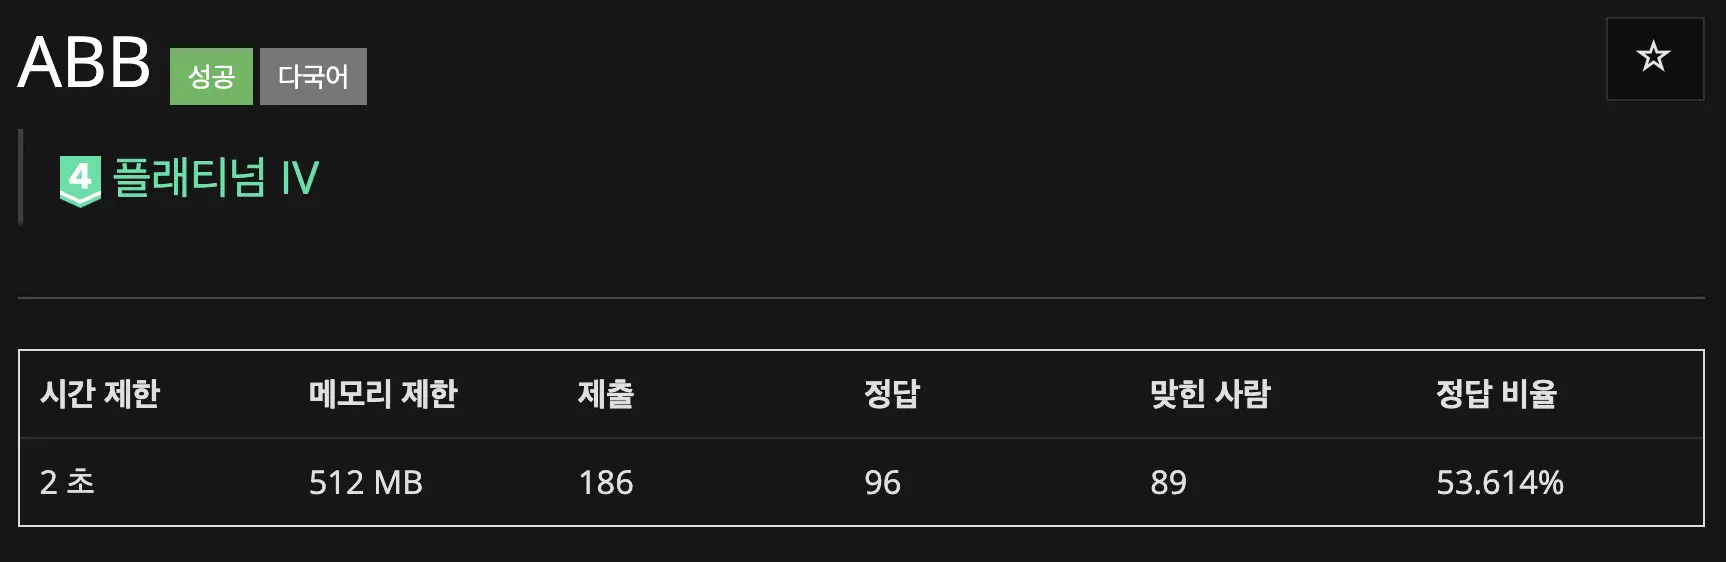 ABB 성공 다국어
4 플래티넘 IV
시간 제한 메모리 제한 제출 정답 맞힌 사람 정답 비율
2 초 512 MB 186 96 89 53.614%